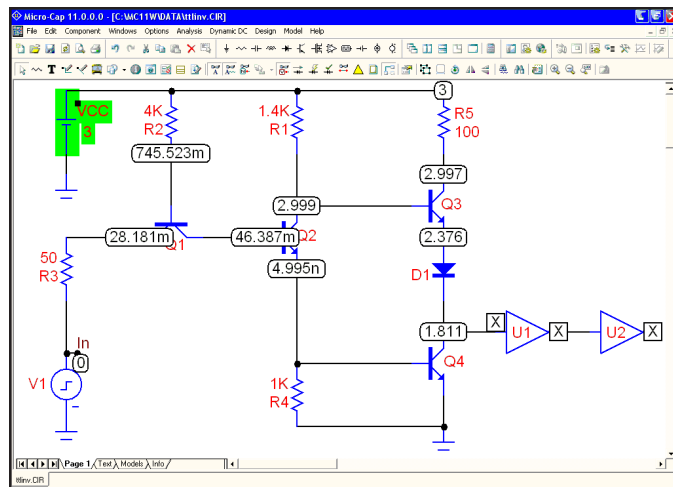 Micro-Cap 11.0.0.0 - [C:\MC11W\DATA\ttlinv.CIR]
File Edit Component Windows Options Analysis Dynamic DC Design Model Help
3
VCC
3
4K
R2
1.4K
R1
R5
100
745.523m
2.997
2.999
Q3
28.181m
Q1
46.387m
Q2
2.376
50
R3
4.995n
D1
1.811
X
U1
X
U2
X
In
0
V1
Q4
1K
R4
Page 1 Text Models Info
ttlinv.CIR